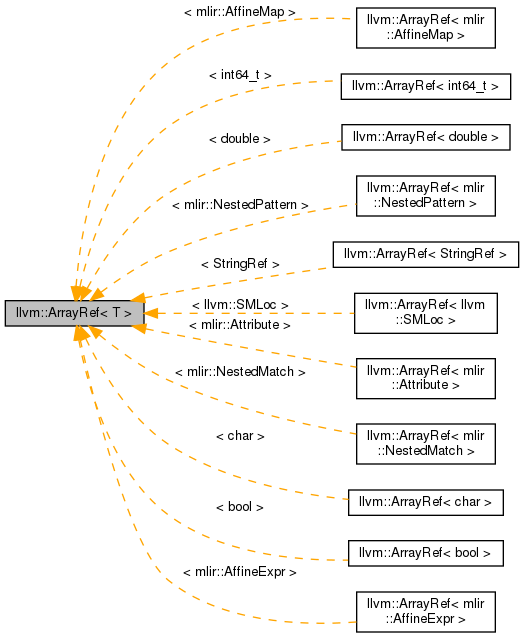 < mlir::AffineMap >
llvm::ArrayRef< mlir
::AffineMap >
< int64_t >
llvm::ArrayRef< int64_t >
< double >
llvm::ArrayRef< double >
< mlir::NestedPattern >
llvm::ArrayRef< mlir
::NestedPattern >
< StringRef >
llvm::ArrayRef< StringRef >
llvm::ArrayRef< T >
< llvm::SMLoc >
llvm::ArrayRef< llvm
::SMLoc >
< mlir::Attribute >
llvm::ArrayRef< mlir
::Attribute >
< mlir::NestedMatch >
llvm::ArrayRef< mlir
::NestedMatch >
< char >
llvm::ArrayRef< char >
< bool >
llvm::ArrayRef< bool >
< mlir::AffineExpr >
llvm::ArrayRef< mlir
::AffineExpr >